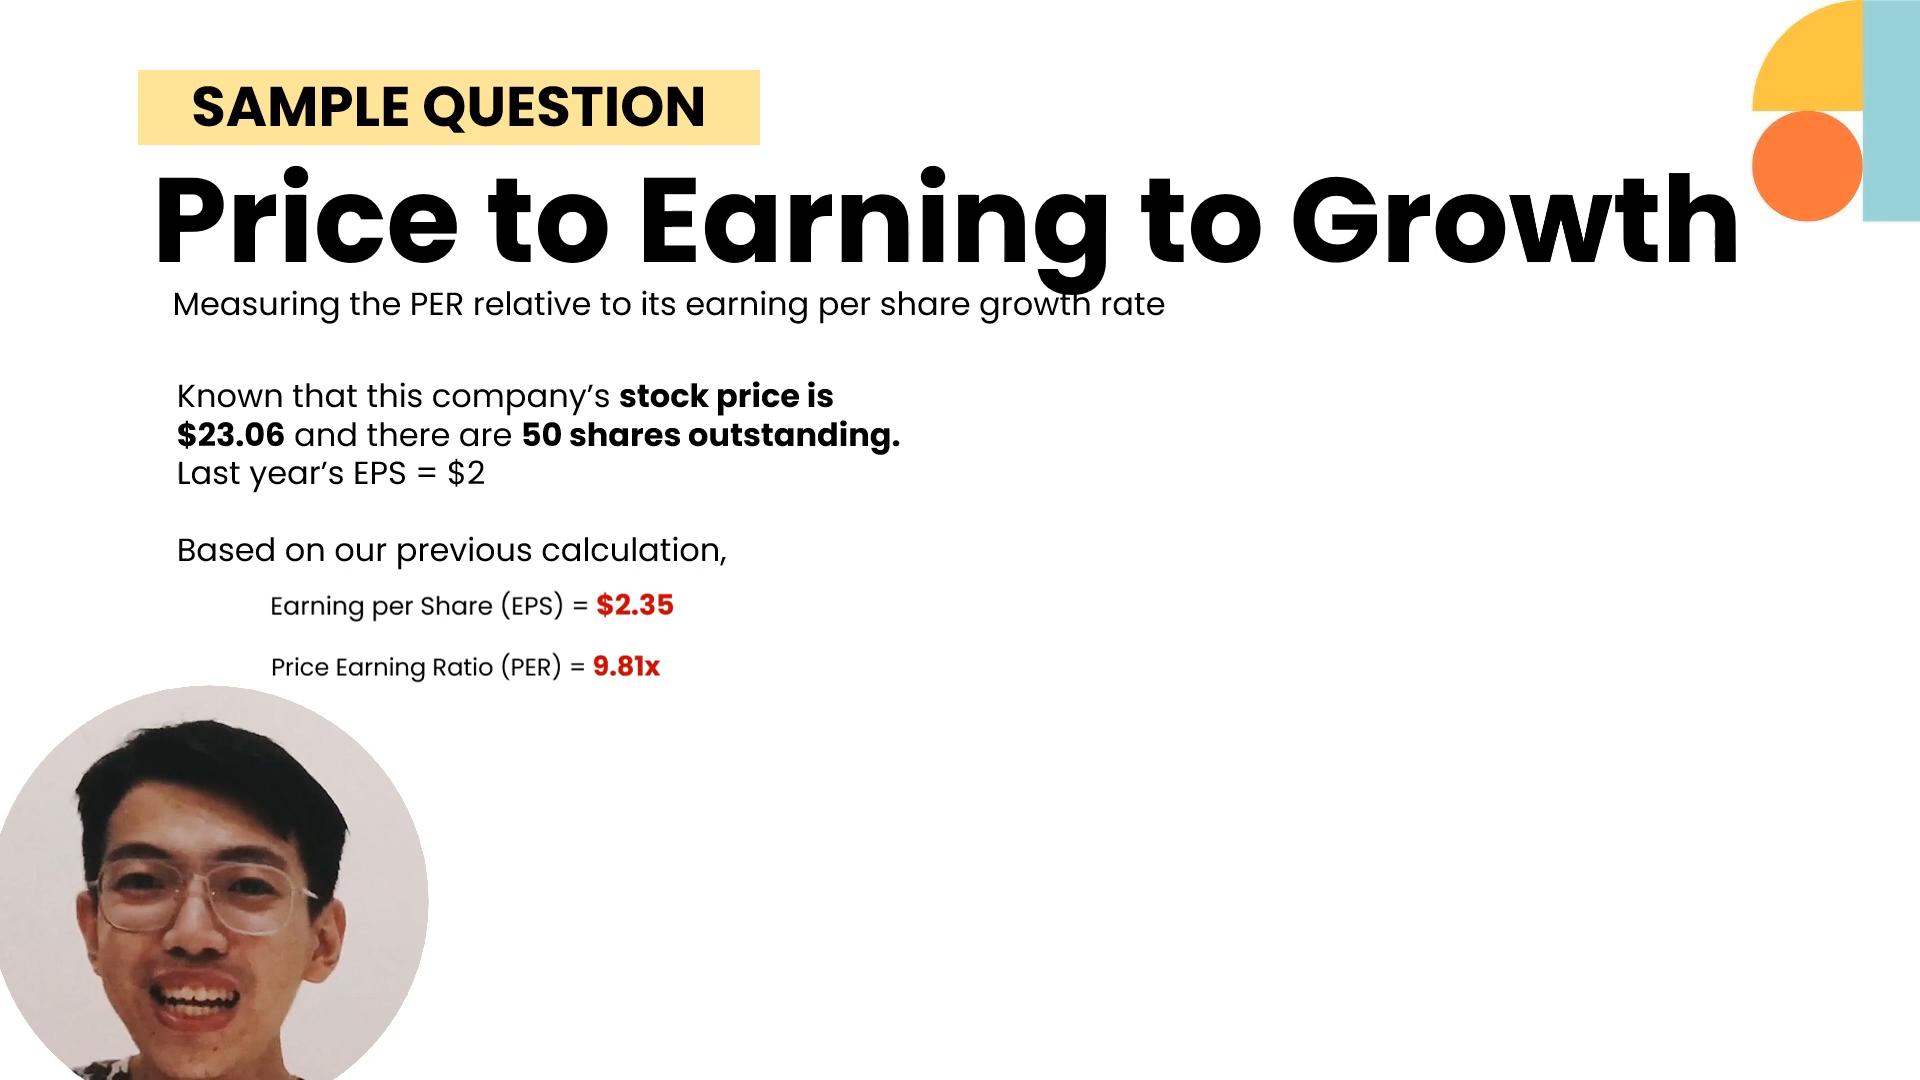 SAMPLE QUESTION
Price to Earning to Growth
Measuring the PER relative to its earning per share growth rate
Known that this company’s stock price is
$23.06 and there are 50 shares outstanding.
Last year’s EPS = $2
Based on our previous calculation,
Earning per Share (EPS) = $2.35
Price Earning Ratio (PER) = 9.81x